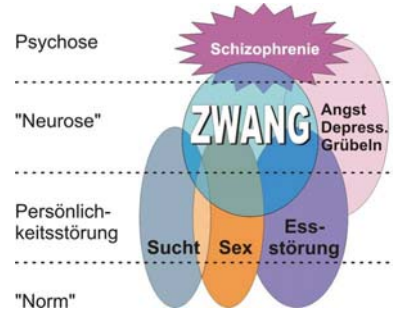 Psychose
Schizophrenie
"Neurose"
ZWANG
Angst
Depress.
Grübeln
Persönlich-
keitsstörung
Sucht
Sex
Ess-
störung
"Norm"